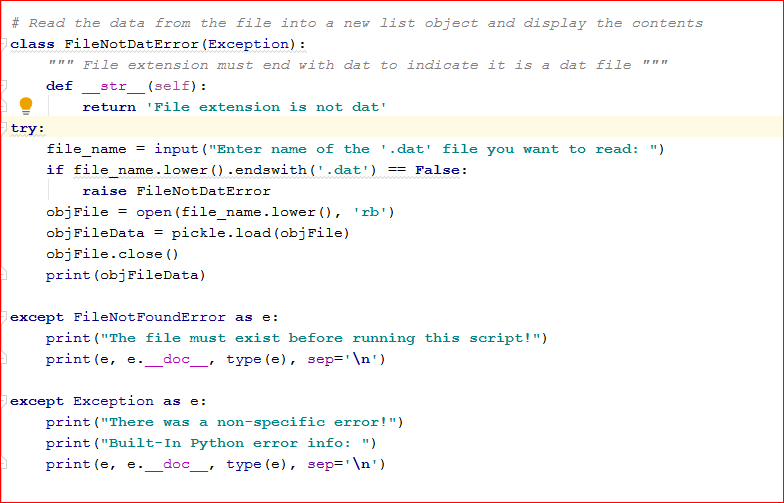 # Read the data from the file into a new list object and display the contents
class FileNotDatError(Exception):
    """ File extension must end with dat to indicate it is a dat file """
    def __str__(self):
        return 'File extension is not dat'
try:
    file_name = input("Enter name of the '.dat' file you want to read: ")
    if file_name.lower().endswith('.dat') == False:
        raise FileNotDatError
    objFile = open(file_name.lower(), 'rb')
    objFileData = pickle.load(objFile)
    objFile.close()
    print(objFileData)

except FileNotFoundError as e:
    print("The file must exist before running this script!")
    print(e, e.__doc__, type(e), sep='\n')

except Exception as e:
    print("There was a non-specific error!")
    print("Built-In Python error info: ")
    print(e, e.__doc__, type(e), sep='\n')